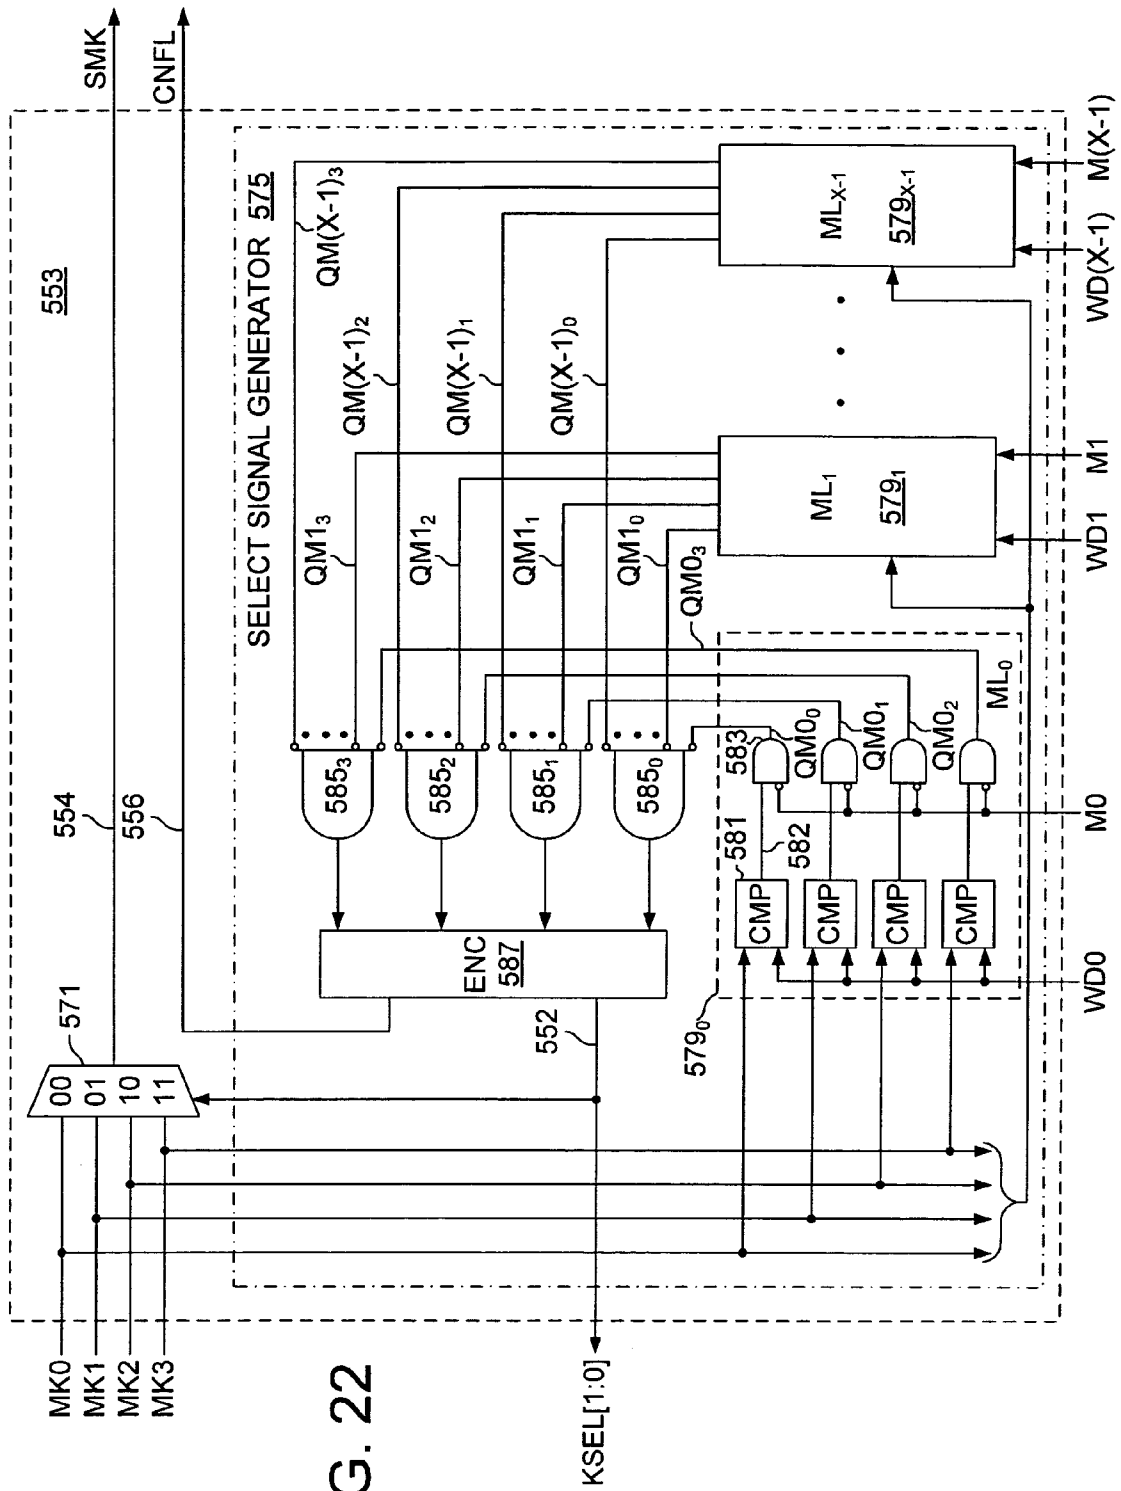 553
SMK
CNFL
554
556
571
00
01
10
11
MK0
MK1
MK2
MK3
SELECT SIGNAL GENERATOR 575
QM(X-1)3
QM(X-1)2
QM(X-1)1
QM(X-1)0
QM13
QM12
QM11
QM10
QM03
5853
5852
5851
5850
ENC
587
552
KSEL[1:0]
MLX-1
579X-1
ML1
5791
ML0
583
QM00
QM01
QM02
581
582
CMP
CMP
CMP
CMP
5790
WD0
M0
WD1
M1
WD(X-1)
M(X-1)
G. 22